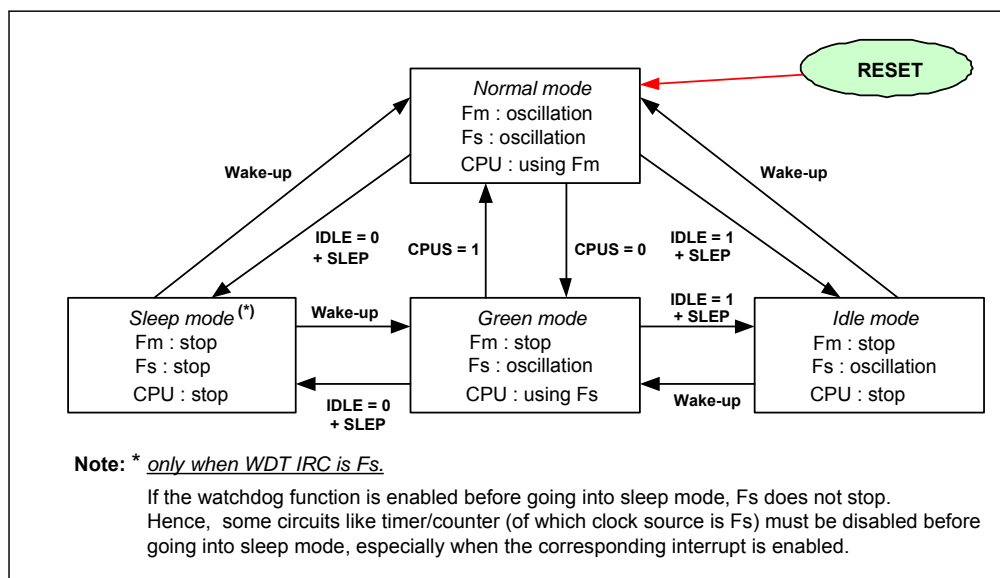 RESET
Normal mode
Fm : oscillation
Fs : oscillation
CPU : using Fm
Wake-up
Wake-up
IDLE = 0
+ SLEP
CPUS = 1
CPUS = 0
IDLE = 1
+ SLEP
Sleep mode (*)
Fm : stop
Fs : stop
CPU : stop
Wake-up
IDLE = 0
+ SLEP
Green mode
Fm : stop
Fs : oscillation
CPU : using Fs
IDLE = 1
+ SLEP
Wake-up
Idle mode
Fm : stop
Fs : oscillation
CPU : stop
Note: * only when WDT IRC is Fs.
If the watchdog function is enabled before going into sleep mode, Fs does not stop.
Hence, some circuits like timer/counter (of which clock source is Fs) must be disabled before
going into sleep mode, especially when the corresponding interrupt is enabled.